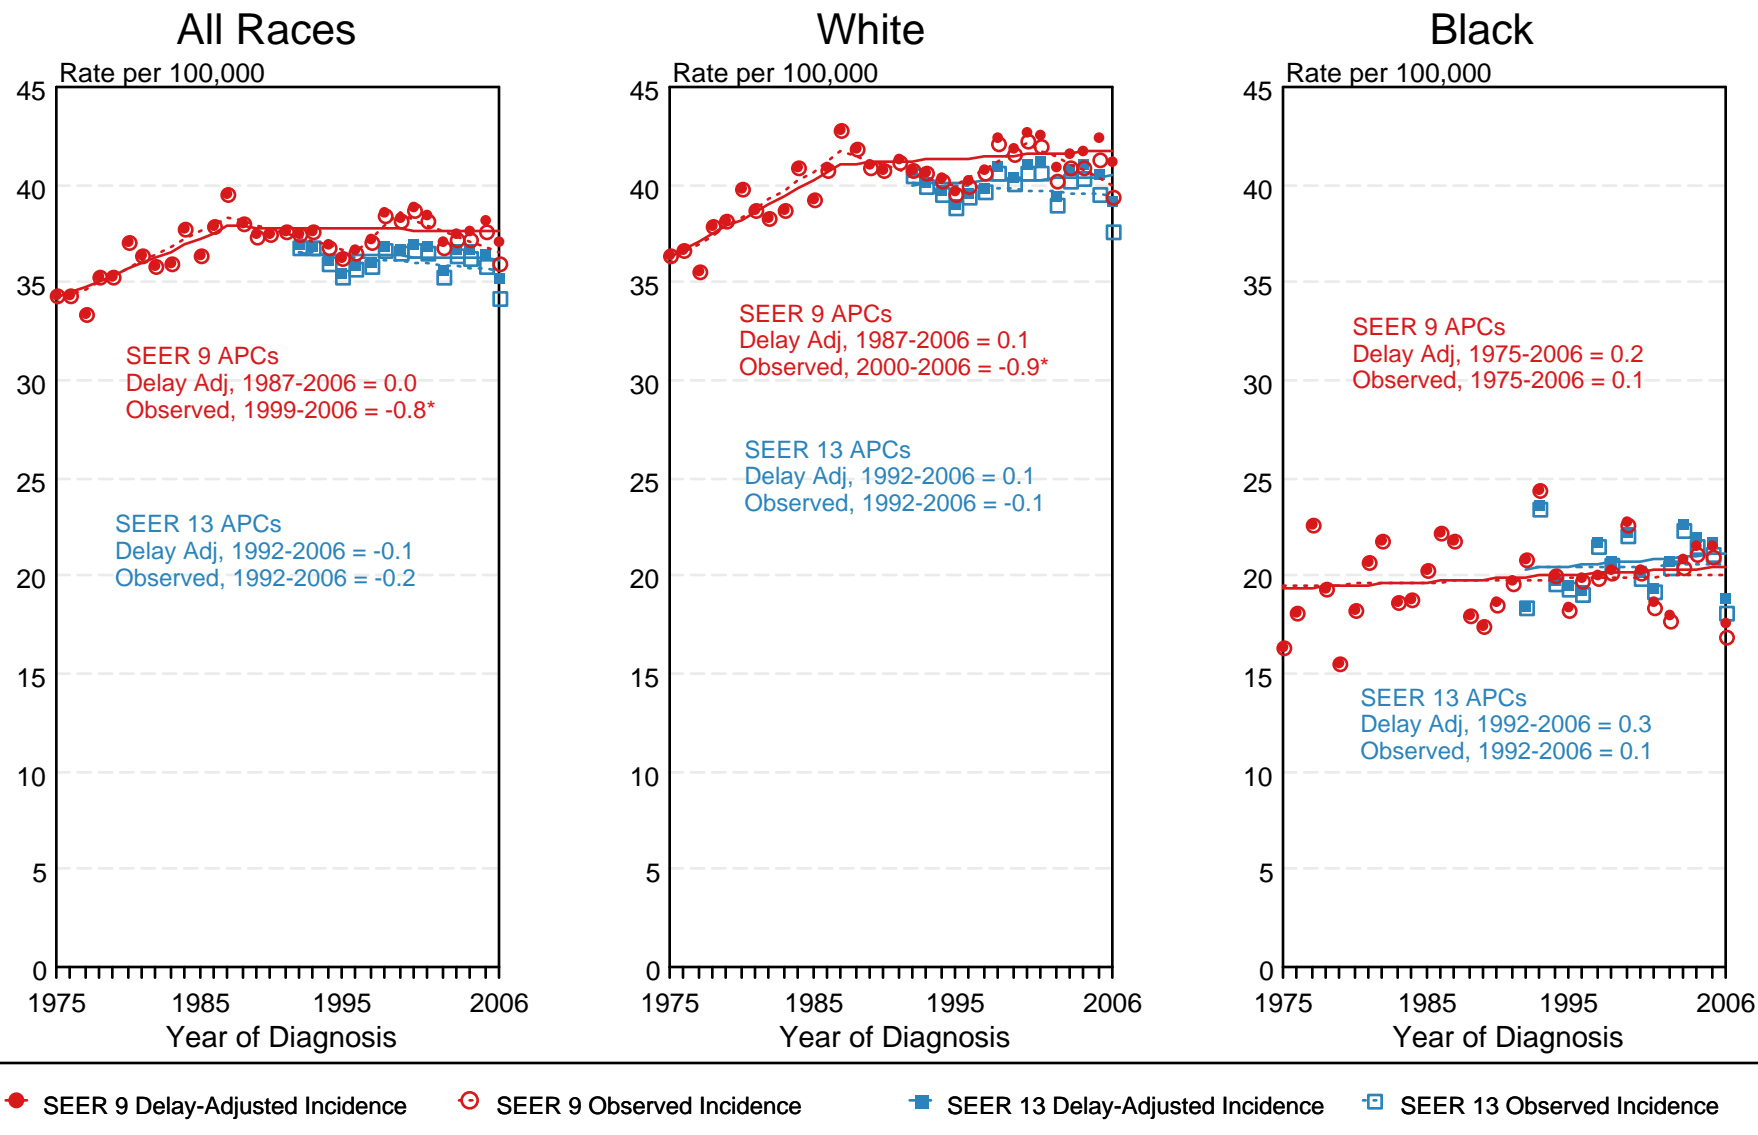 All Races
Rate per 100,000
45
40
35
30
25
20
15
10
5
0
SEER 9 APCs
Delay Adj, 1987-2006 = 0.0
Observed, 1999-2006 = -0.8*
SEER 13 APCs
Delay Adj, 1992-2006 = -0.1
Observed, 1992-2006 = -0.2
1975 1985 1995 2006
Year of Diagnosis
White
Rate per 100,000
45
40
35
30
25
20
15
10
5
0
SEER 9 APCs
Delay Adj, 1987-2006 = 0.1
Observed, 2000-2006 = -0.9*
SEER 13 APCs
Delay Adj, 1992-2006 = 0.1
Observed, 1992-2006 = -0.1
1975 1985 1995 2006
Year of Diagnosis
Black
Rate per 100,000
45
40
35
30
25
20
15
10
5
0
SEER 9 APCs
Delay Adj, 1975-2006 = 0.2
Observed, 1975-2006 = 0.1
SEER 13 APCs
Delay Adj, 1992-2006 = 0.3
Observed, 1992-2006 = 0.1
1975 1985 1995 2006
Year of Diagnosis
SEER 9 Delay-Adjusted Incidence
SEER 9 Observed Incidence
SEER 13 Delay-Adjusted Incidence
SEER 13 Observed Incidence